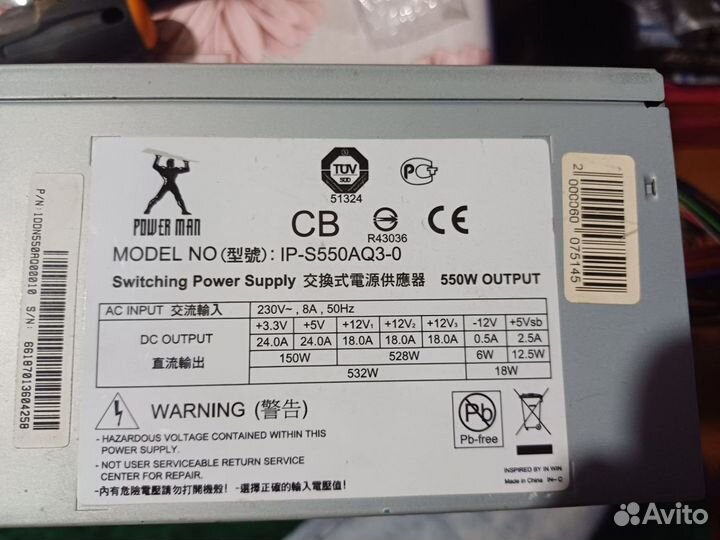 POWER MAN
TÜV
SÜD
51324
CB
R43036
CE
MODEL NO (型號): IP-S550AQ3-0
Switching Power Supply 交換式電源供應器 550W OUTPUT
AC INPUT 交流輸入 230V~, 8A, 50Hz
DC OUTPUT
直流輸出
+3.3V +5V +12V1 +12V2 +12V3 -12V +5Vsb
24.0A 24.0A 18.0A 18.0A 18.0A 0.5A 2.5A
150W 528W 6W 12.5W
532W 18W
WARNING (警告)
- HAZARDOUS VOLTAGE CONTAINED WITHIN THIS
POWER SUPPLY.
- NOT USER SERVICEABLE RETURN SERVICE
CENTER FOR REPAIR.
-內有危險電壓請勿打開機殼! -選擇正確的輸入電壓值!
Pb
Pb-free
INSPIRED BY IN WIN
Made in China IN-C
P/N:1DDN550AQ00010 S/N: 86187013604258
2 000060 075145
Avito